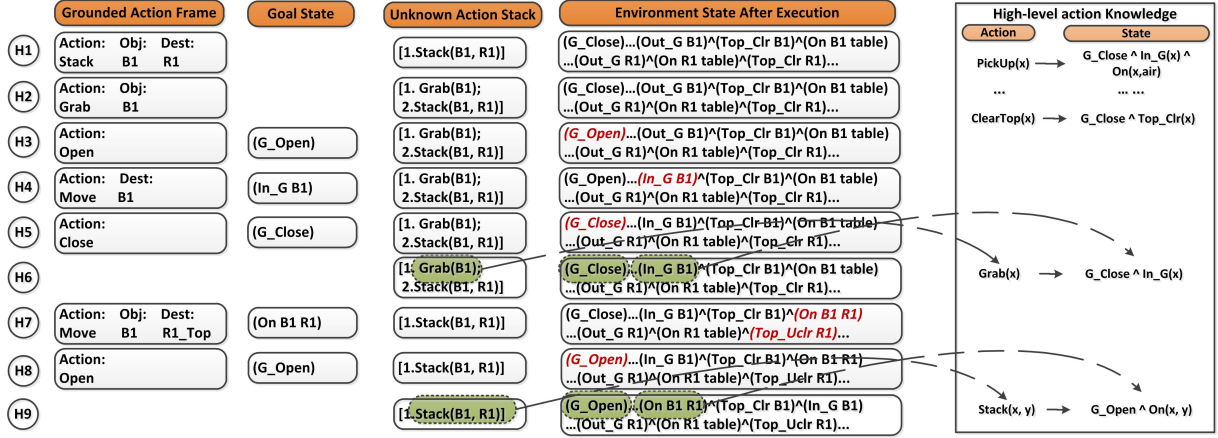 Grounded Action Frame
Goal State
Unknown Action Stack
Environment State After Execution
High-level action Knowledge
Action
State
PickUp(x)
G_Close ^ In_G(x) ^
On(x,air)
...
... ...
ClearTop(x)
G_Close ^ Top_Clr(x)
Grab(x)
G_Close ^ In_G(x)
Stack(x, y)
G_Open ^ On(x, y)
H1
Action: Obj: Dest:
Stack B1 R1
[1.Stack(B1, R1)]
(G_Close)...(Out_G B1)^(Top_Clr B1)^(On B1 table)
...(Out_G R1)^(On R1 table)^(Top_Clr R1)...
H2
Action: Obj:
Grab B1
[1. Grab(B1);
2.Stack(B1, R1)]
(G_Close)...(Out_G B1)^(Top_Clr B1)^(On B1 table)
...(Out_G R1)^(On R1 table)^(Top_Clr R1)...
H3
Action:
Open
(G_Open)
[1. Grab(B1);
2.Stack(B1, R1)]
(G_Open)...(Out_G B1)^(Top_Clr B1)^(On B1 table)
...(Out_G R1)^(On R1 table)^(Top_Clr R1)...
H4
Action: Dest:
Move B1
(In_G B1)
[1. Grab(B1);
2.Stack(B1, R1)]
(G_Open)...(In_G B1)^(Top_Clr B1)^(On B1 table)
...(Out_G R1)^(On R1 table)^(Top_Clr R1)...
H5
Action:
Close
(G_Close)
[1. Grab(B1);
2.Stack(B1, R1)]
(G_Close)...(In_G B1)^(Top_Clr B1)^(On B1 table)
...(Out_G R1)^(On R1 table)^(Top_Clr R1)...
H6
[1. Grab(B1);
2.Stack(B1, R1)]
(G_Close)...(In_G B1)^(Top_Clr B1)^(On B1 table)
...(Out_G R1)^(On R1 table)^(Top_Clr R1)...
H7
Action: Obj: Dest:
Move B1 R1_Top
(On B1 R1)
[1.Stack(B1, R1)]
(G_Close)...(In_G B1)^(Top_Clr B1)^(On B1 R1)
...(Out_G R1)^(On R1 table)^(Top_Uclr R1)...
H8
Action:
Open
(G_Open)
[1.Stack(B1, R1)]
(G_Open)...(In_G B1)^(Top_Clr B1)^(On B1 R1)
...(Out_G R1)^(On R1 table)^(Top_Uclr R1)...
H9
[1.Stack(B1, R1)]
(G_Open)...(On B1 R1)^(Top_Clr B1)^(In_G B1)
...(Out_G R1)^(On R1 table)^(Top_Uclr R1)...